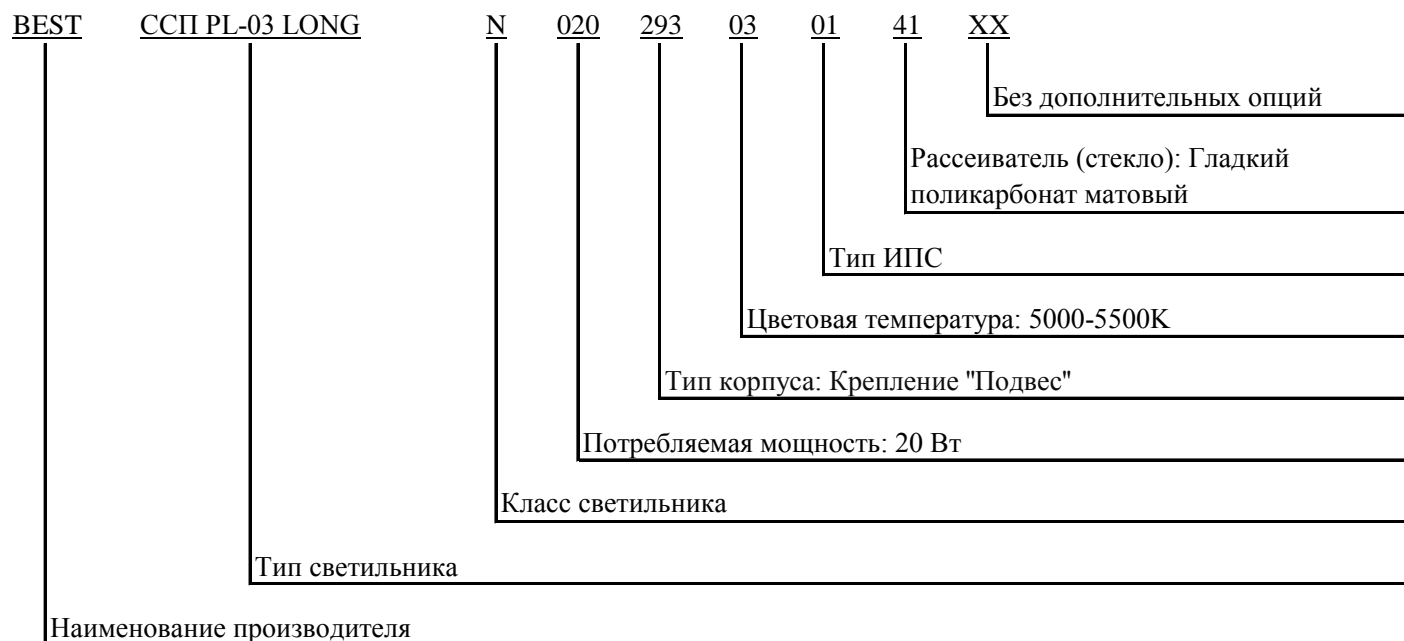 BEST ССП PL-03 LONG N 020 293 03 01 41 XX
Без дополнительных опций
Рассеиватель (стекло): Гладкий
поликарбонат матовый
Тип ИПС
Цветовая температура: 5000-5500K
Тип корпуса: Крепление "Подвес"
Потребляемая мощность: 20 Вт
Класс светильника
Тип светильника
Наименование производителя